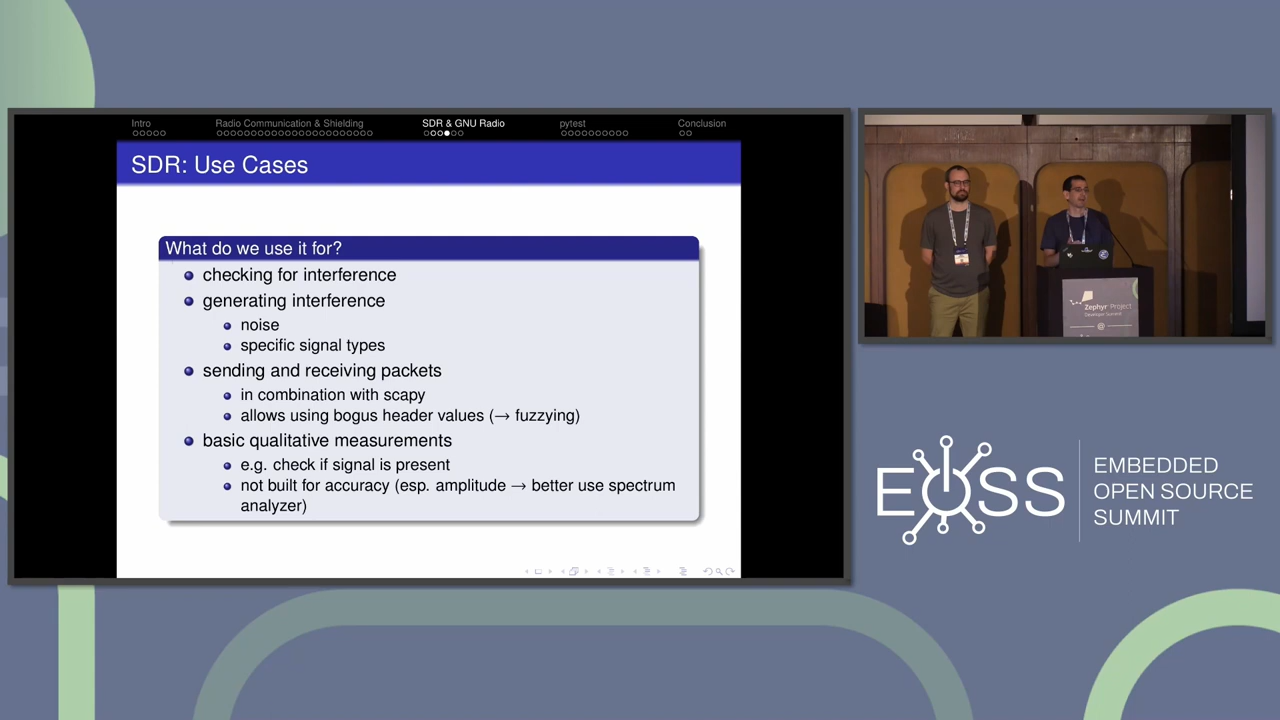 Intro
Radio Communication & Shielding
SDR & GNU Radio
pytest
Conclusion
SDR: Use Cases
What do we use it for?
checking for interference
generating interference
noise
specific signal types
sending and receiving packets
in combination with scapy
allows using bogus header values (→ fuzzying)
basic qualitative measurements
e.g. check if signal is present
not built for accuracy (esp. amplitude → better use spectrum
analyzer)
Zephyr Project
Developer Summit
EOSS
EMBEDDED
OPEN SOURCE
SUMMIT